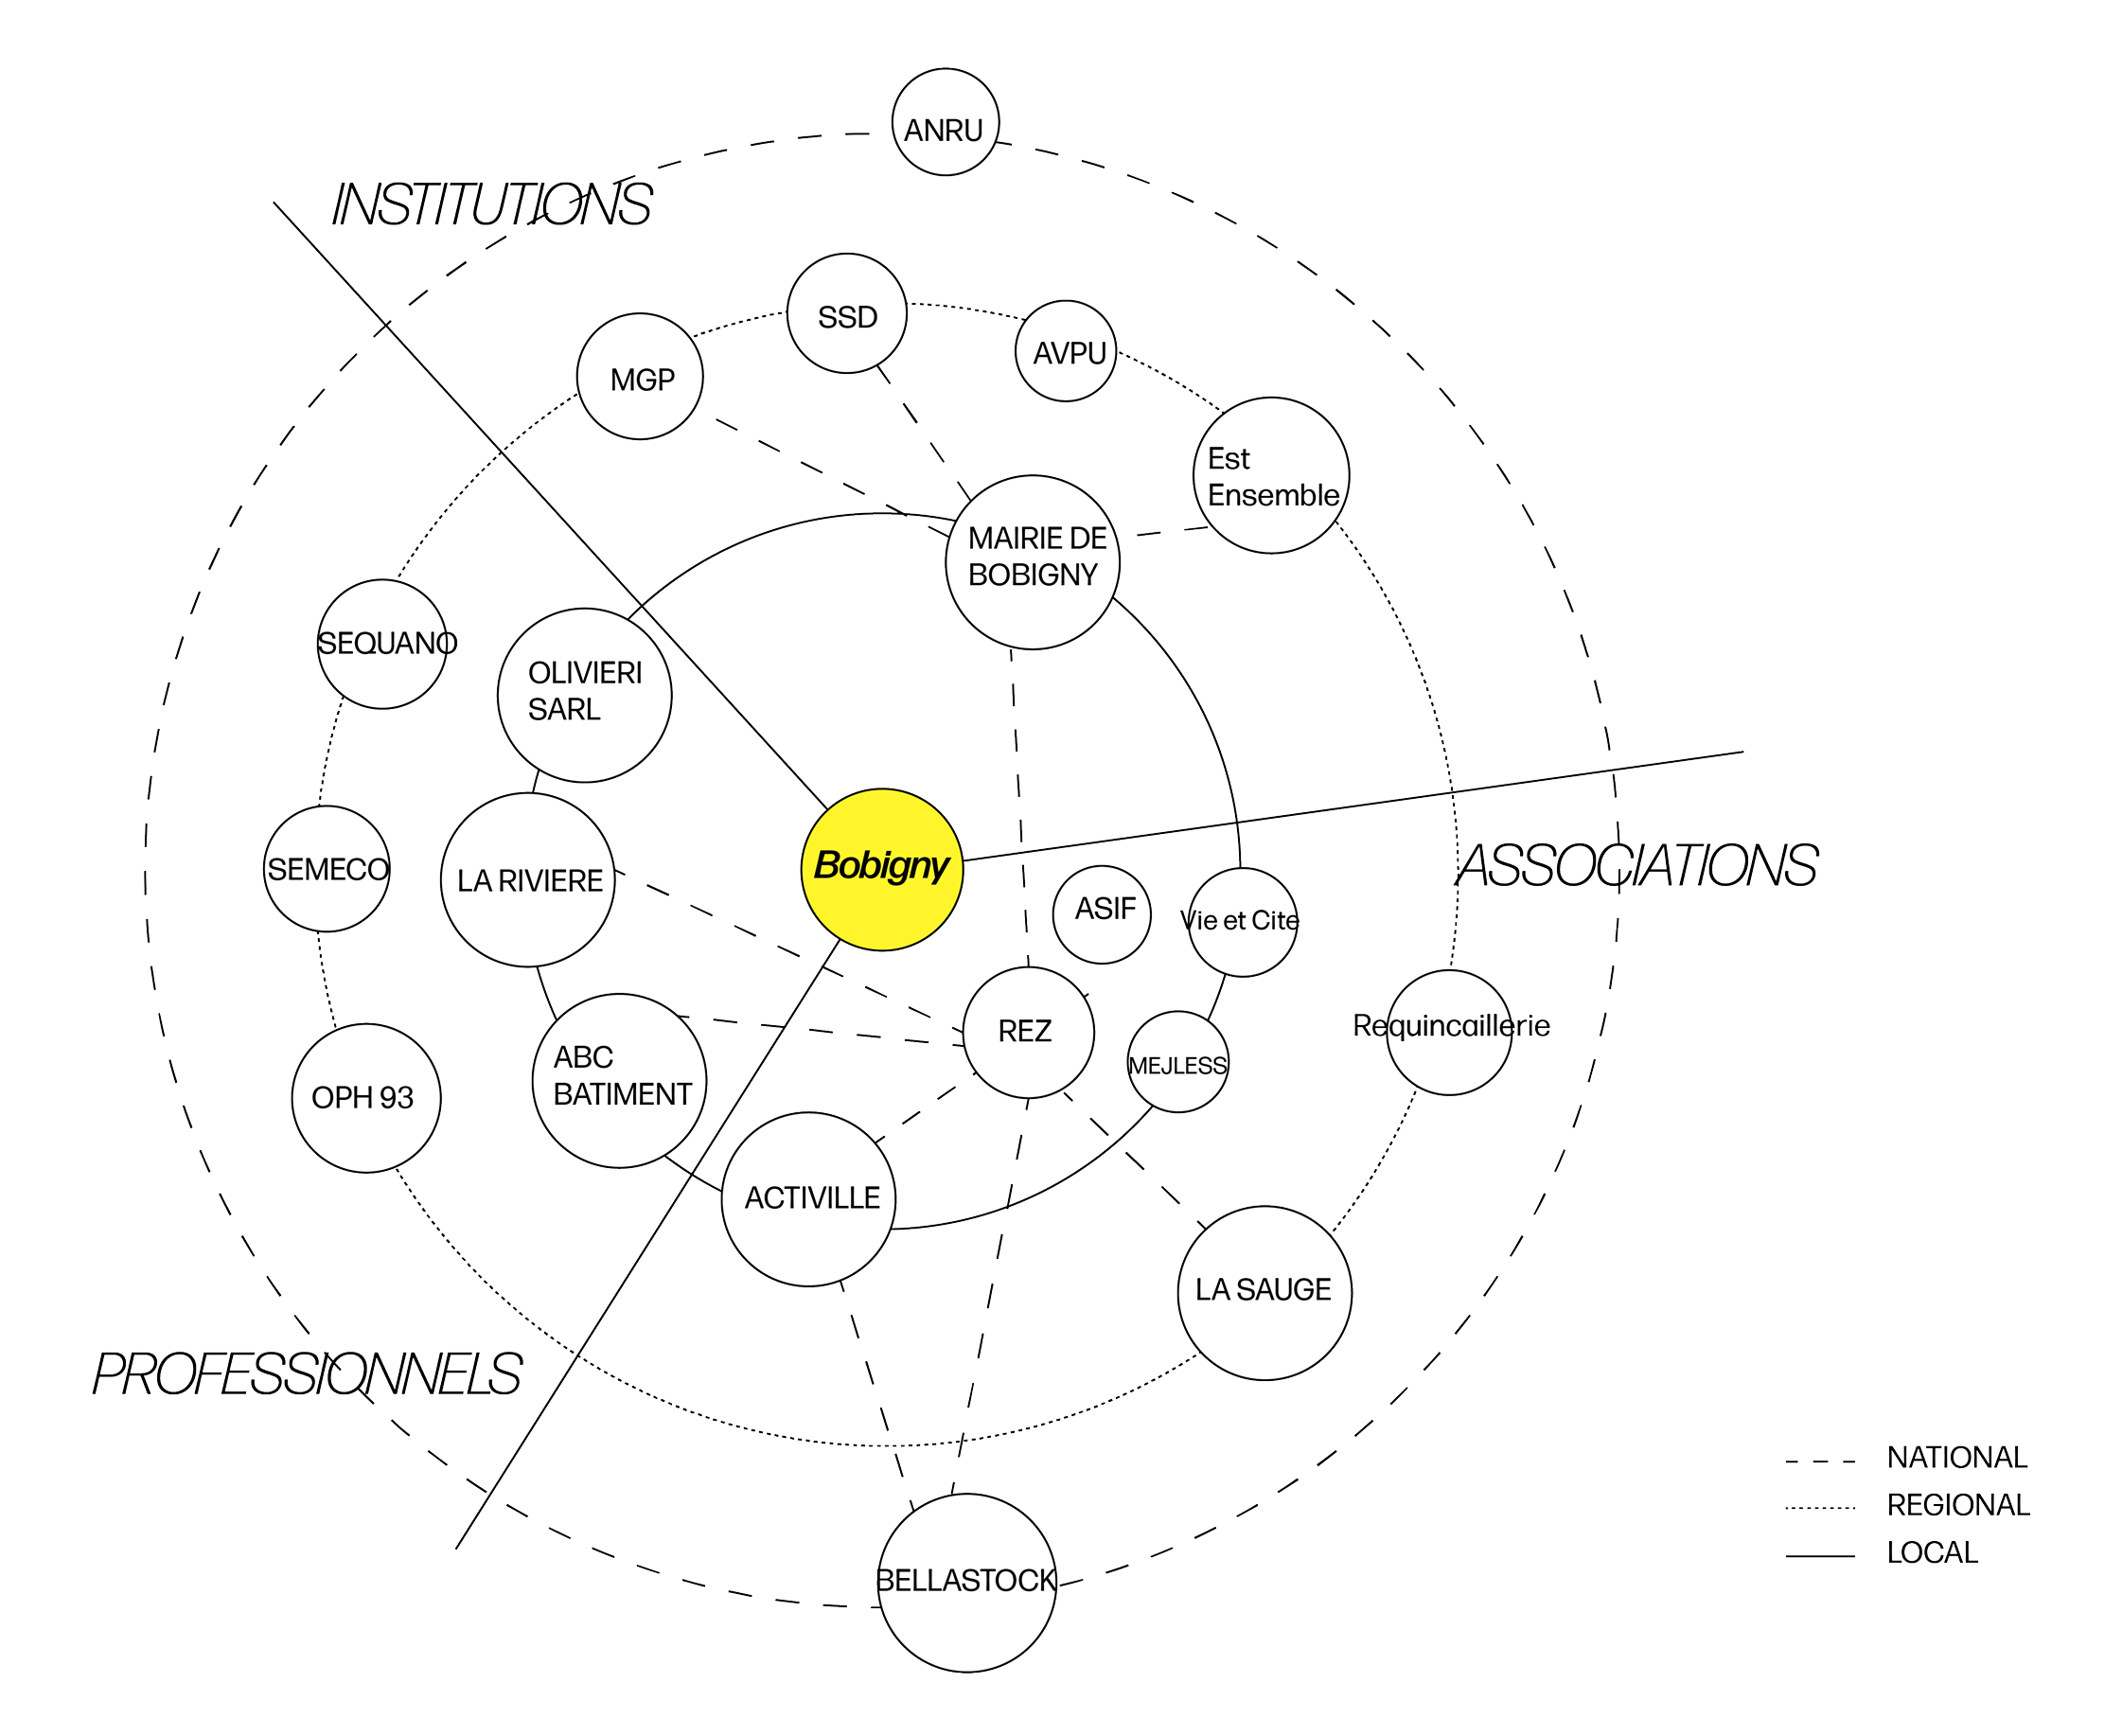 ANRU
INSTITUTIONS
SSD
AVPU
MGP
Est
Ensemble
MAIRIE DE
BOBIGNY
SEQUANO
OLIVIERI
SARL
Bobigny
SEMECO
LA RIVIERE
ASSOCIATIONS
ASIF
Vie et Cite
REZ
Requincaillerie
MEJLESS
ABC
BATIMENT
OPH 93
ACTIVILLE
LA SAUGE
PROFESSIONNELS
BELLASTOCK
NATIONAL
REGIONAL
LOCAL